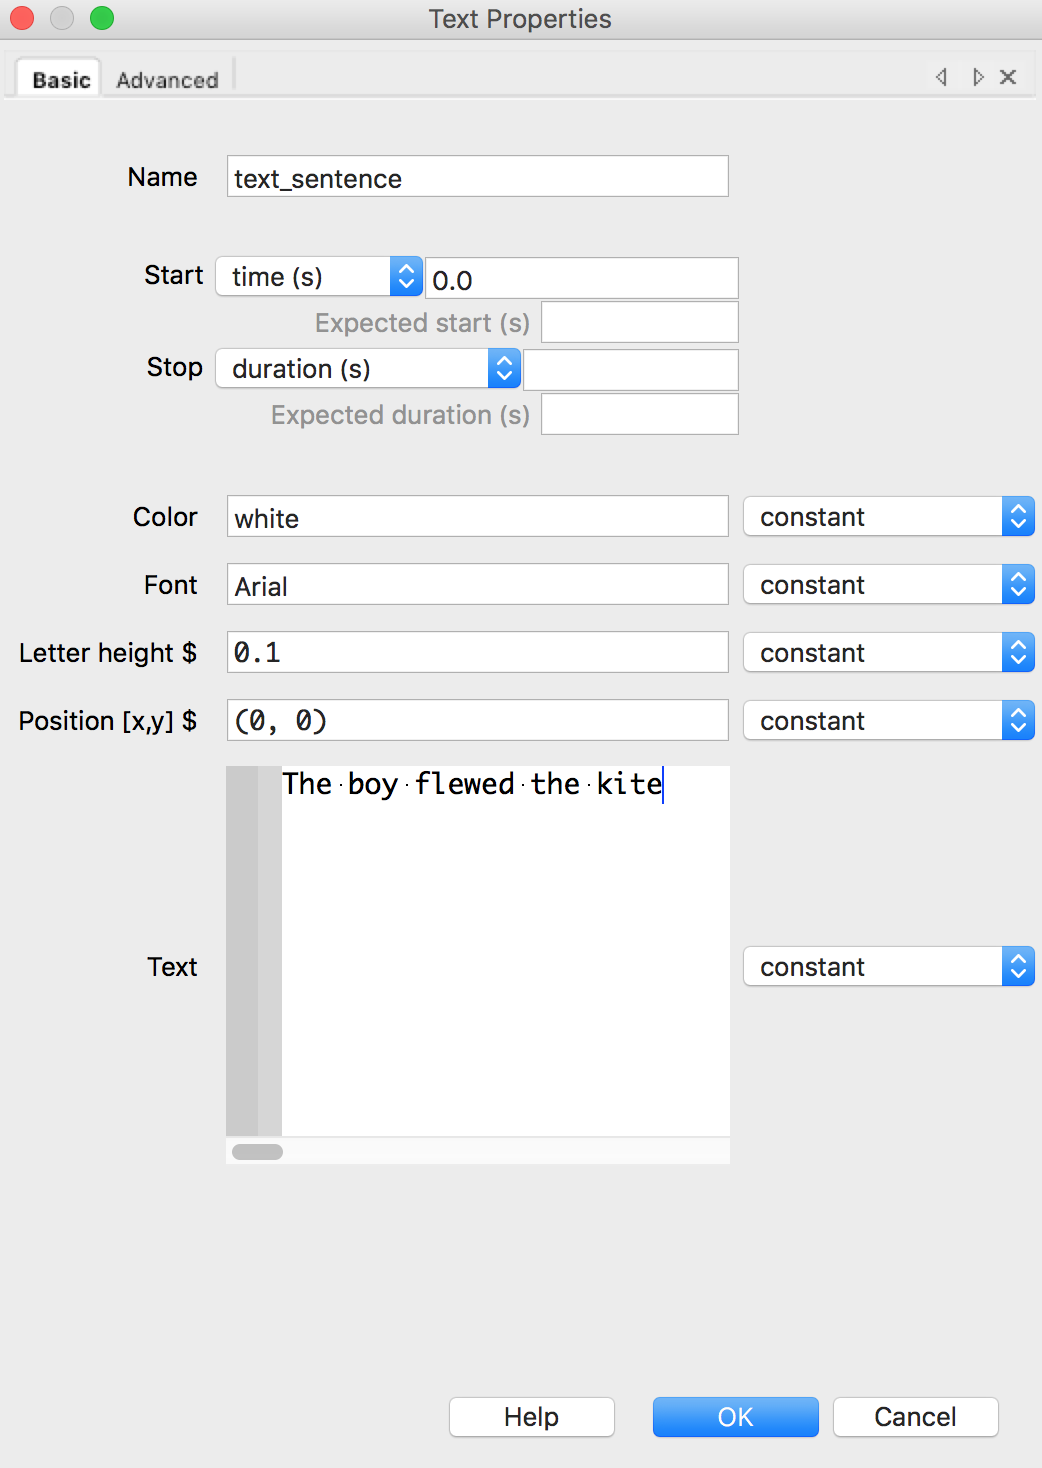 Text Properties
Basic Advanced
Name text_sentence
Start time (s) 0.0
Expected start (s)
Stop duration (s)
Expected duration (s)
Color white constant
Font Arial constant
Letter height $ 0.1 constant
Position [x,y] $ (0, 0) constant
The·boy·flewed·the·kite
Text constant
Help OK Cancel